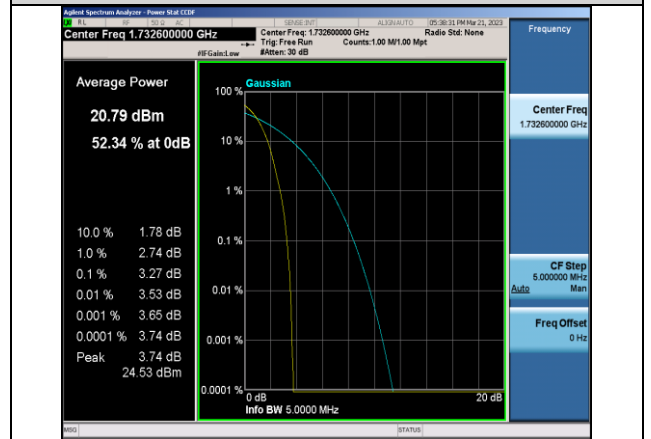 Agilent Spectrum Analyzer - Power Stat CCDF
RL RF 50 Ω AC SENSE:INT ALIGNAUTO 05:38:31 PM Mar 21, 2023
Center Freq 1.732600000 GHz
Center Freq: 1.732600000 GHz Radio Std: None
Trig: Free Run Counts:1.00 M/1.00 Mpt
#IFGain:Low #Atten: 30 dB
Frequency
Average Power
20.79 dBm
52.34 % at 0dB
10.0 % 1.78 dB
1.0 % 2.74 dB
0.1 % 3.27 dB
0.01 % 3.53 dB
0.001 % 3.65 dB
0.0001 % 3.74 dB
Peak 3.74 dB
24.53 dBm
Gaussian
100 %
10 %
1 %
0.1 %
0.01 %
0.001 %
0.0001 %
0 dB 20 dB
Info BW 5.0000 MHz
Center Freq
1.732600000 GHz
CF Step
5.000000 MHz
Auto Man
Freq Offset
0 Hz
MSG STATUS